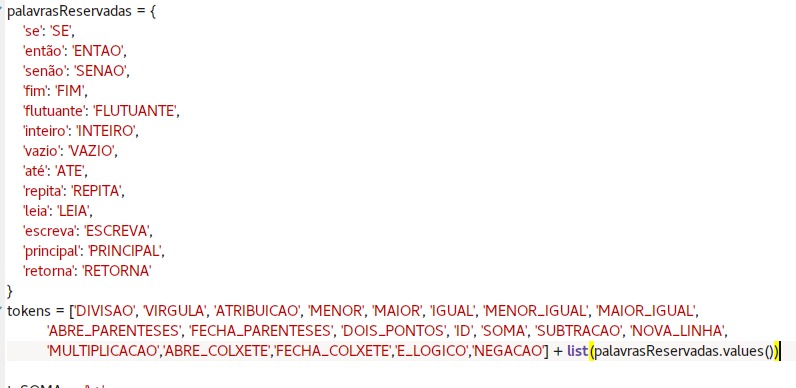 palavrasReservadas = {
'se': 'SE',
'então': 'ENTAO',
'senão': 'SENAO',
'fim': 'FIM',
'flutuante': 'FLUTUANTE',
'inteiro': 'INTEIRO',
'vazio': 'VAZIO',
'até': 'ATE',
'repita': 'REPITA',
'leia': 'LEIA',
'escreva': 'ESCREVA',
'principal': 'PRINCIPAL',
'retorna': 'RETORNA'
}
tokens = ['DIVISAO', 'VIRGULA', 'ATRIBUICAO', 'MENOR', 'MAIOR', 'IGUAL', 'MENOR_IGUAL', 'MAIOR_IGUAL',
'ABRE_PARENTESES', 'FECHA_PARENTESES', 'DOIS_PONTOS', 'ID', 'SOMA', 'SUBTRACAO', 'NOVA_LINHA',
'MULTIPLICACAO','ABRE_COLXETE','FECHA_COLXETE','E_LOGICO','NEGACAO'] + list(palavrasReservadas.values())